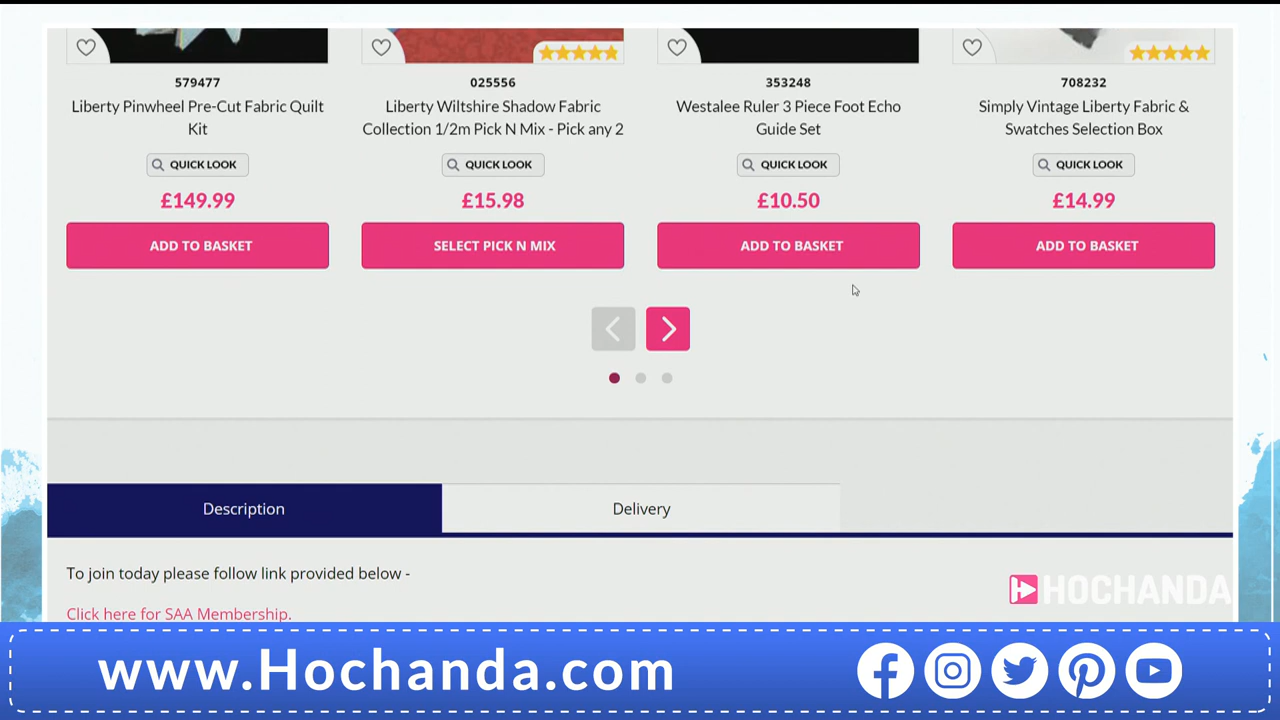 579477
Liberty Pinwheel Pre-Cut Fabric Quilt
Kit
QUICK LOOK
£149.99
ADD TO BASKET
025556
Liberty Wiltshire Shadow Fabric
Collection 1/2m Pick N Mix - Pick any 2
QUICK LOOK
£15.98
SELECT PICK N MIX
353248
Westalee Ruler 3 Piece Foot Echo
Guide Set
QUICK LOOK
£10.50
ADD TO BASKET
708232
Simply Vintage Liberty Fabric &
Swatches Selection Box
QUICK LOOK
£14.99
ADD TO BASKET
Description
Delivery
To join today please follow link provided below -
Click here for SAA Membership.
HOCHANDA
www.Hochanda.com